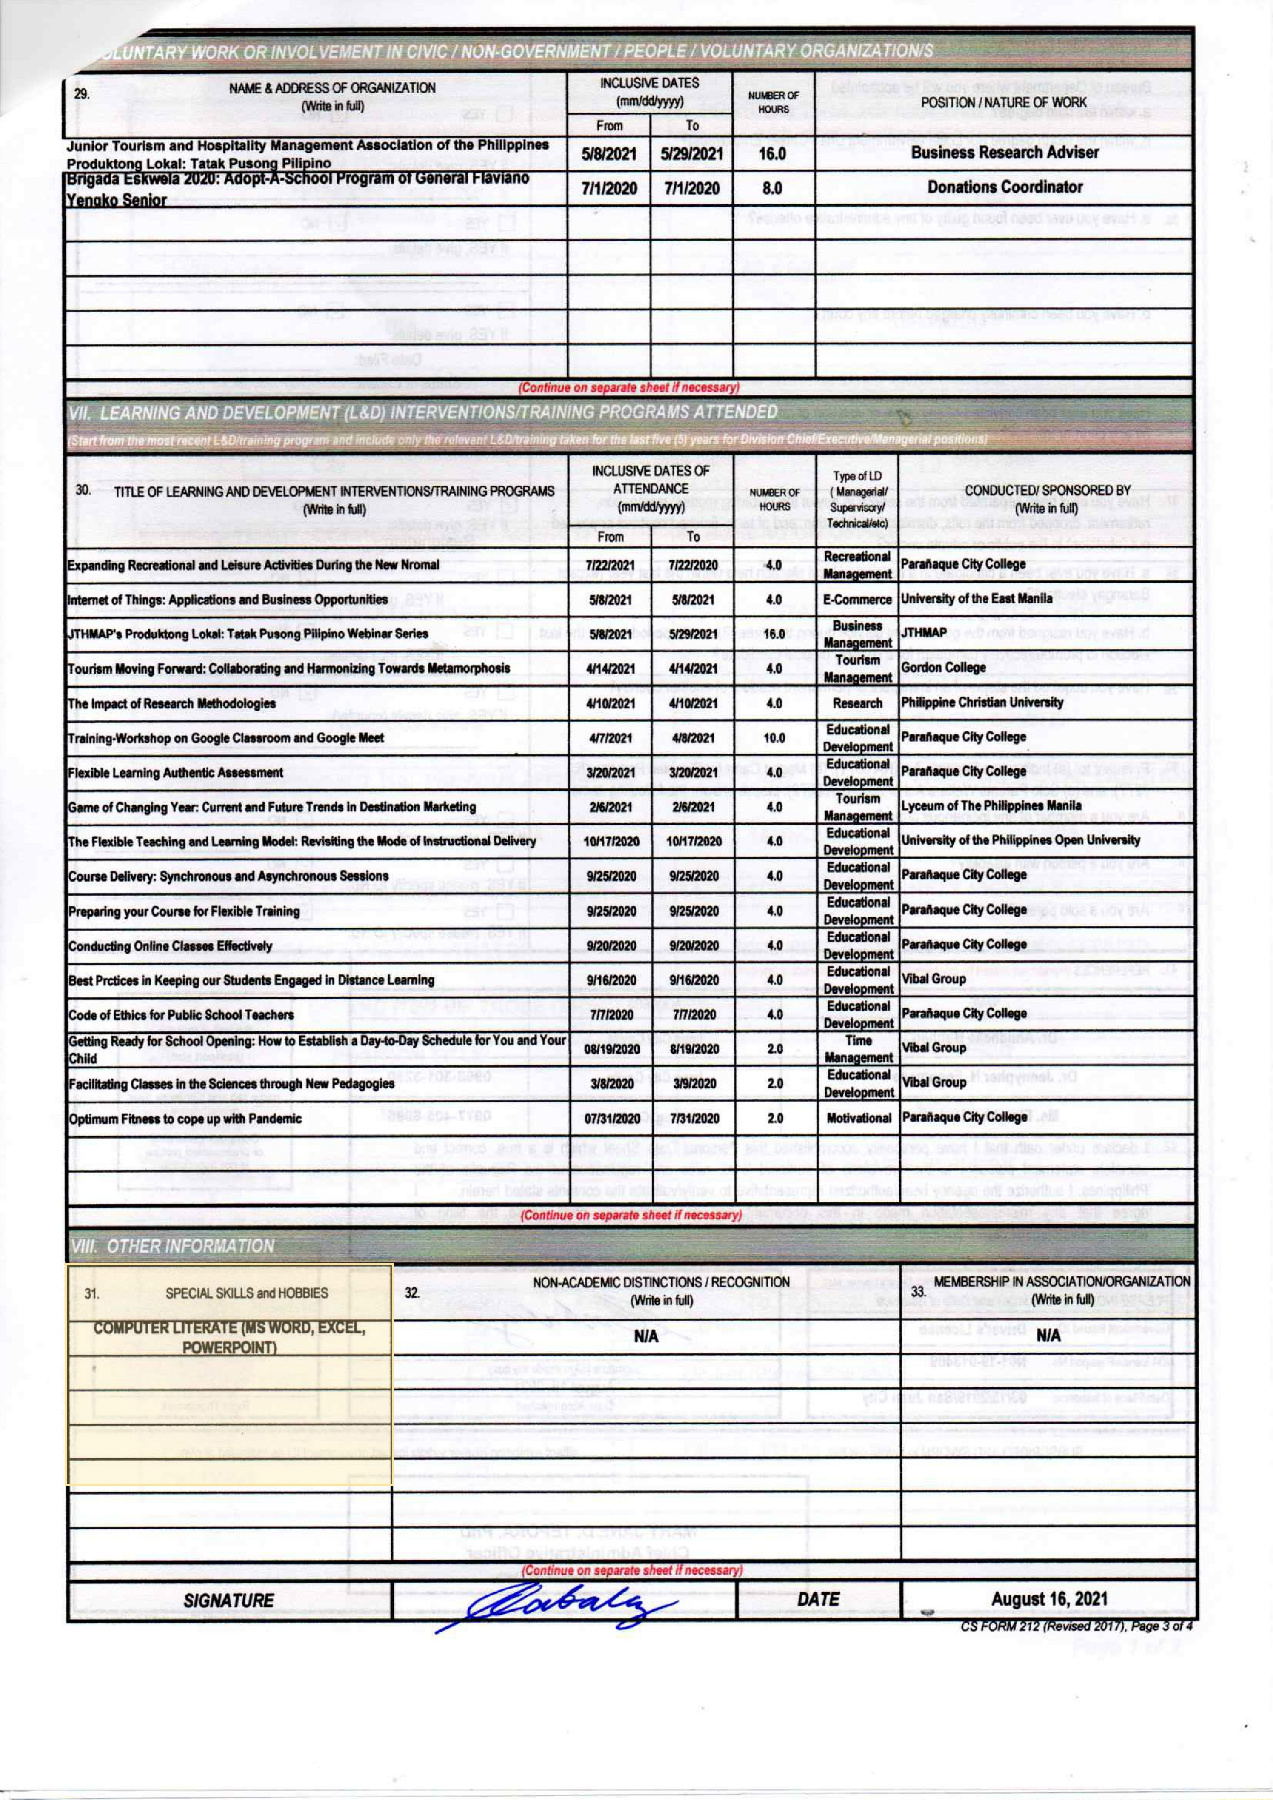 OLUNTARY WORK OR INVOLVEMENT IN CIVIC / NON-GOVERNMENT / PEOPLE / VOLUNTARY ORGANIZATION/S
29. NAME & ADDRESS OF ORGANIZATION (Write in full) INCLUSIVE DATES (mm/dd/yyyy) From To NUMBER OF HOURS POSITION / NATURE OF WORK
Junior Tourism and Hospitality Management Association of the Philippines
Produktong Lokal: Tatak Pusong Pilipino 5/8/2021 5/29/2021 16.0 Business Research Adviser
Brigada Eskwela 2020: Adopt-A-School Program of General Flaviano
Yengko Senior 7/1/2020 7/1/2020 8.0 Donations Coordinator
(Continue on separate sheet if necessary)
VII. LEARNING AND DEVELOPMENT (L&D) INTERVENTIONS/TRAINING PROGRAMS ATTENDED
(Start from the most recent L&D/training program and include only the relevant L&D/training taken for the last five (5) years for Division Chief/Executive/Managerial positions)
30. TITLE OF LEARNING AND DEVELOPMENT INTERVENTIONS/TRAINING PROGRAMS (Write in full) INCLUSIVE DATES OF ATTENDANCE (mm/dd/yyyy) From To NUMBER OF HOURS Type of LD ( Managerial/ Supervisory/ Technical/etc) CONDUCTED/ SPONSORED BY (Write in full)
Expanding Recreational and Leisure Activities During the New Nromal 7/22/2021 7/22/2020 4.0 Recreational Management Parañaque City College
Internet of Things: Applications and Business Opportunities 5/8/2021 5/8/2021 4.0 E-Commerce University of the East Manila
JTHMAP's Produktong Lokal: Tatak Pusong Pilipino Webinar Series 5/8/2021 5/29/2021 16.0 Business Management JTHMAP
Tourism Moving Forward: Collaborating and Harmonizing Towards Metamorphosis 4/14/2021 4/14/2021 4.0 Tourism Management Gordon College
The Impact of Research Methodologies 4/10/2021 4/10/2021 4.0 Research Philippine Christian University
Training-Workshop on Google Classroom and Google Meet 4/7/2021 4/8/2021 10.0 Educational Development Parañaque City College
Flexible Learning Authentic Assessment 3/20/2021 3/20/2021 4.0 Educational Development Parañaque City College
Game of Changing Year: Current and Future Trends in Destination Marketing 2/6/2021 2/6/2021 4.0 Tourism Management Lyceum of The Philippines Manila
The Flexible Teaching and Learning Model: Revisiting the Mode of Instructional Delivery 10/17/2020 10/17/2020 4.0 Educational Development University of the Philippines Open University
Course Delivery: Synchronous and Asynchronous Sessions 9/25/2020 9/25/2020 4.0 Educational Development Parañaque City College
Preparing your Course for Flexible Training 9/25/2020 9/25/2020 4.0 Educational Development Parañaque City College
Conducting Online Classes Effectively 9/20/2020 9/20/2020 4.0 Educational Development Parañaque City College
Best Prctices in Keeping our Students Engaged in Distance Learning 9/16/2020 9/16/2020 4.0 Educational Development Vibal Group
Code of Ethics for Public School Teachers 7/7/2020 7/7/2020 4.0 Educational Development Parañaque City College
Getting Ready for School Opening: How to Establish a Day-to-Day Schedule for You and Your
Child 08/19/2020 8/19/2020 2.0 Time Management Vibal Group
Facilitating Classes in the Sciences through New Pedagogies 3/8/2020 3/9/2020 2.0 Educational Development Vibal Group
Optimum Fitness to cope up with Pandemic 07/31/2020 7/31/2020 2.0 Motivational Parañaque City College
(Continue on separate sheet if necessary)
VIII. OTHER INFORMATION
31. SPECIAL SKILLS and HOBBIES 32. NON-ACADEMIC DISTINCTIONS / RECOGNITION (Write in full) 33. MEMBERSHIP IN ASSOCIATION/ORGANIZATION (Write in full)
COMPUTER LITERATE (MS WORD, EXCEL,
POWERPOINT) N/A N/A
(Continue on separate sheet if necessary)
SIGNATURE DATE August 16, 2021
CS FORM 212 (Revised 2017), Page 3 of 4